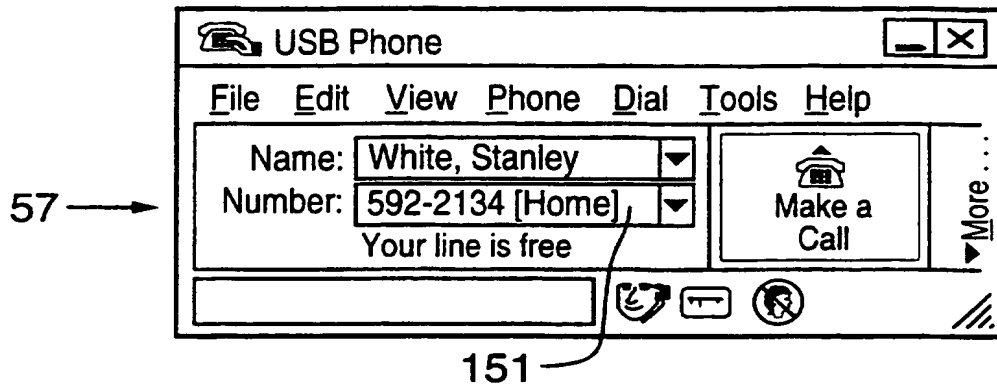 USB Phone
File Edit View Phone Dial Tools Help
Name: White, Stanley
Number: 592-2134 [Home]
Your line is free
Make a
Call
More . . .
57
151